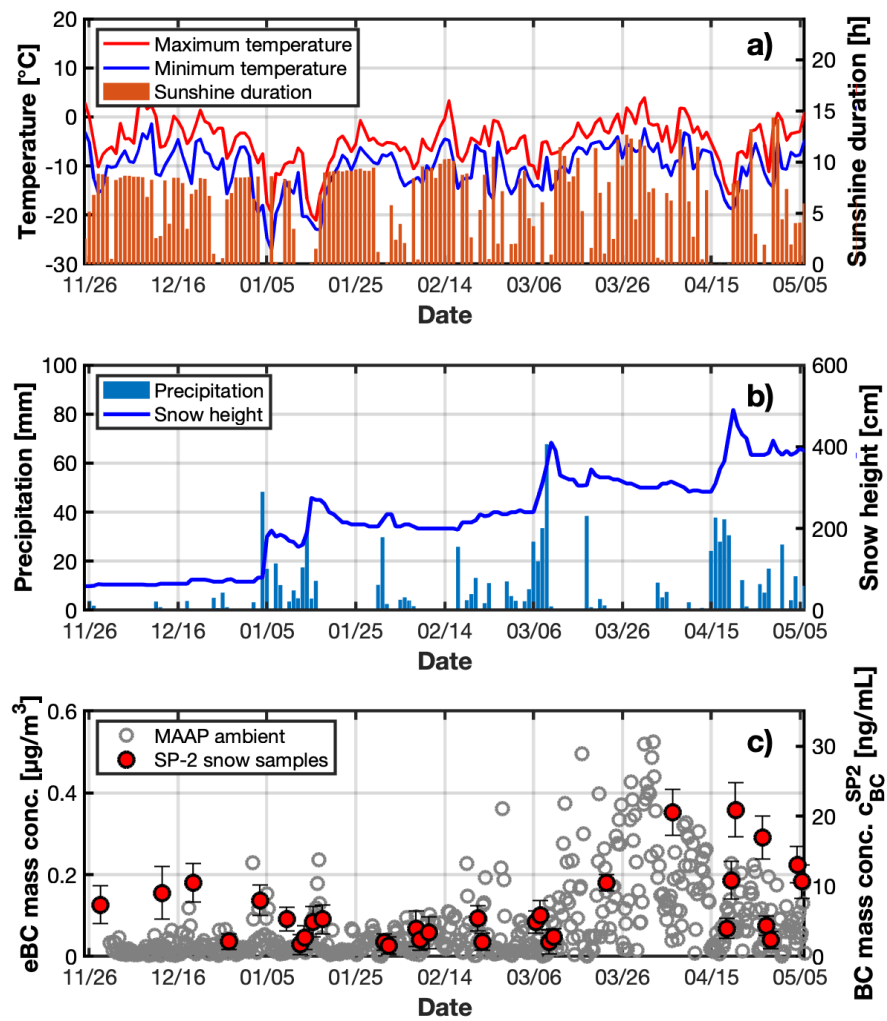 a)
Maximum temperature
Minimum temperature
Sunshine duration
Temperature [°C]
20
10
0
-10
-20
-30
Sunshine duration [h]
20
15
10
5
0
11/26 12/16 01/05 01/25 02/14 03/06 03/26 04/15 05/05
Date
b)
Precipitation
Snow height
Precipitation [mm]
100
80
60
40
20
0
Snow height [cm]
600
400
200
0
11/26 12/16 01/05 01/25 02/14 03/06 03/26 04/15 05/05
Date
c)
MAAP ambient
SP-2 snow samples
eBC mass conc. [µg/m³]
0.6
0.4
0.2
0
BC mass conc. c_BC^SP2 [ng/mL]
30
20
10
0
11/26 12/16 01/05 01/25 02/14 03/06 03/26 04/15 05/05
Date